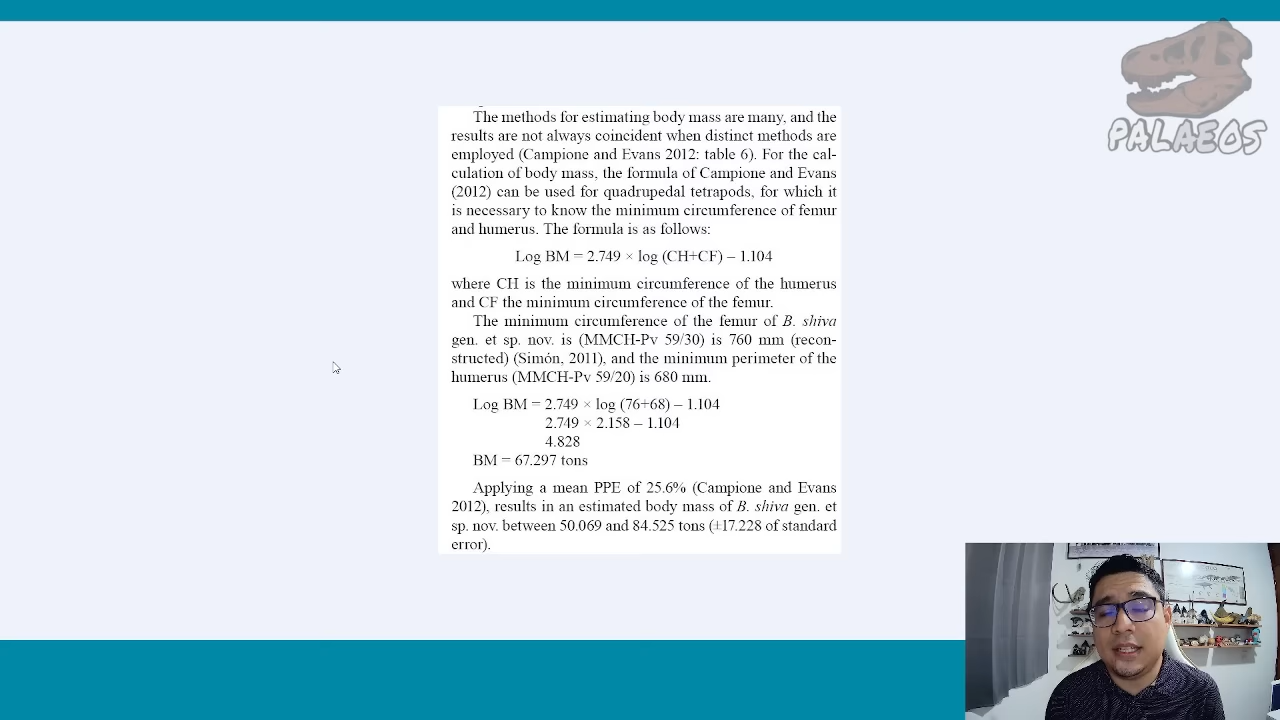 PALAEOS
The methods for estimating body mass are many, and the
results are not always coincident when distinct methods are
employed (Campione and Evans 2012: table 6). For the cal-
culation of body mass, the formula of Campione and Evans
(2012) can be used for quadrupedal tetrapods, for which it
is necessary to know the minimum circumference of femur
and humerus. The formula is as follows:
Log BM = 2.749 × log (CH+CF) – 1.104
where CH is the minimum circumference of the humerus
and CF the minimum circumference of the femur.
The minimum circumference of the femur of B. shiva
gen. et sp. nov. is (MMCH-Pv 59/30) is 760 mm (recon-
structed) (Simón, 2011), and the minimum perimeter of the
humerus (MMCH-Pv 59/20) is 680 mm.
Log BM = 2.749 × log (76+68) – 1.104
2.749 × 2.158 – 1.104
4.828
BM = 67.297 tons
Applying a mean PPE of 25.6% (Campione and Evans
2012), results in an estimated body mass of B. shiva gen. et
sp. nov. between 50.069 and 84.525 tons (±17.228 of standard
error).